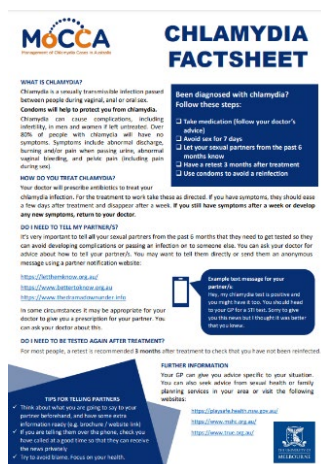 MoCCA
Management of Chlamydia Cases in Australia
CHLAMYDIA
FACTSHEET
WHAT IS CHLAMYDIA?
Chlamydia is a sexually transmissible infection passed
between people during vaginal, anal or oral sex.
Condoms will help to protect you from chlamydia.
Chlamydia can cause complications, including
infertility, in men and women if left untreated. Over
80% of people with chlamydia will have no
symptoms. Symptoms include abnormal discharge,
burning and/or pain when passing urine, abnormal
vaginal bleeding, and pelvic pain (including pain
during sex)
Been diagnosed with chlamydia?
Follow these steps:
❑ Take medication (follow your doctor's
advice)
❑ Avoid sex for 7 days
❑ Let your sexual partners from the past 6
months know
❑ Have a retest 3 months after treatment
❑ Use condoms to avoid a reinfection
HOW DO YOU TREAT CHLAMYDIA?
Your doctor will prescribe antibiotics to treat your
chlamydia infection. For the treatment to work take these as directed. If you have symptoms, they should ease
a few days after treatment and disappear after a week. If you still have symptoms after a week or develop
any new symptoms, return to your doctor.
DO I NEED TO TELL MY PARTNER/S?
It's very important to tell all your sexual partners from the past 6 months that they need to get tested so they
can avoid developing complications or passing an infection on to someone else. You can ask your doctor for
advice about how to tell your partner/s. You may want to tell them directly or send them an anonymous
message using a partner notification website:
https://letthemknow.org.au/
https://www.bettertoknow.org.au
https://www.thedramadownunder.info
In some circumstances it may be appropriate for your
doctor to give you a prescription for your partner. You
can ask your doctor about this.
Example text message for your
partner/s:
Hey, my chlamydia test is positive and
you might have it too. You should head
to your GP for a STI test. Sorry to give
you this news but I thought it was better
that you knew.
DO I NEED TO BE TESTED AGAIN AFTER TREATMENT?
For most people, a retest is recommended 3 months after treatment to check that you have not been reinfected.
TIPS FOR TELLING PARTNERS
✓ Think about what you are going to say to your
partner beforehand, and have some extra
information ready (e.g. brochure / website link)
✓ If you are telling them over the phone, check you
have called at a good time so that they can receive
the news privately
✓ Try to avoid blame. Focus on your health.
FURTHER INFORMATION
Your GP can give you advice specific to your situation.
You can also seek advice from sexual health or family
planning services in your area or visit the following
websites:
https://playsafe.health.nsw.gov.au/
https://www.mshc.org.au/
https://www.true.org.au/
THE UNIVERSITY OF
MELBOURNE